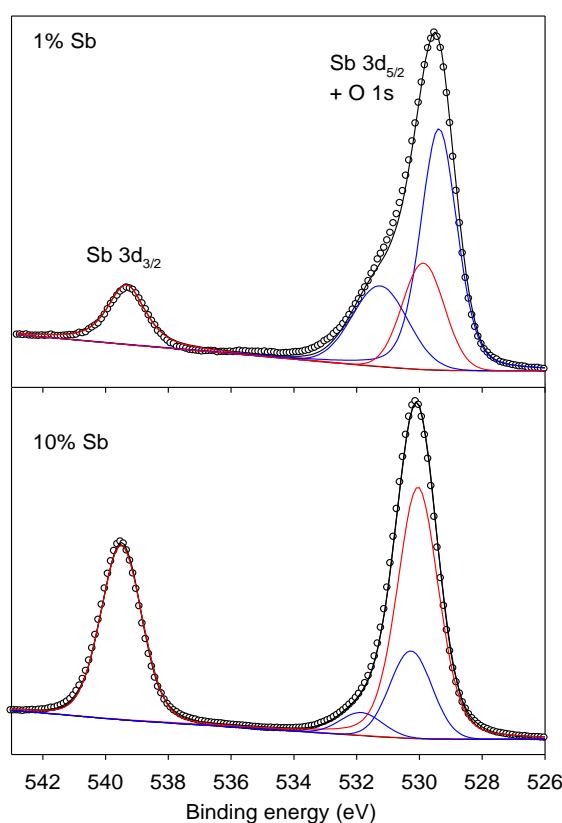 1% Sb
Sb 3d5/2
+ O 1s
Sb 3d3/2
10% Sb
542 540 538 536 534 532 530 528 526
Binding energy (eV)